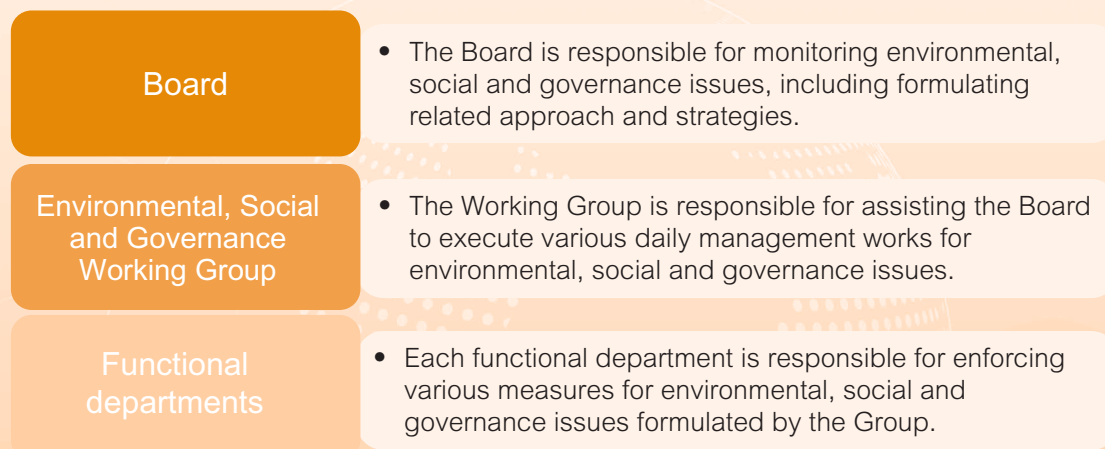 Board
• The Board is responsible for monitoring environmental,
social and governance issues, including formulating
related approach and strategies.
Environmental, Social
and Governance
Working Group
• The Working Group is responsible for assisting the Board
to execute various daily management works for
environmental, social and governance issues.
Functional
departments
• Each functional department is responsible for enforcing
various measures for environmental, social and
governance issues formulated by the Group.